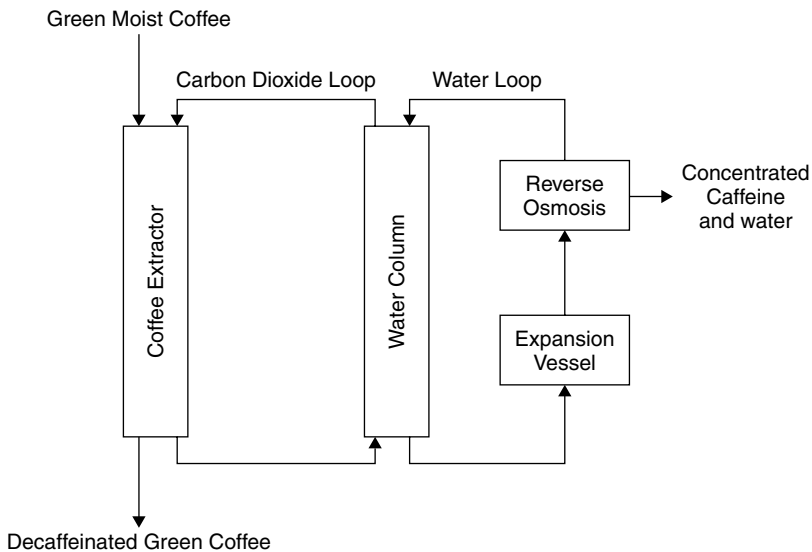 Green Moist Coffee
Carbon Dioxide Loop
Water Loop
Coffee Extractor
Water Column
Reverse
Osmosis
Concentrated
Caffeine
and water
Expansion
Vessel
Decaffeinated Green Coffee